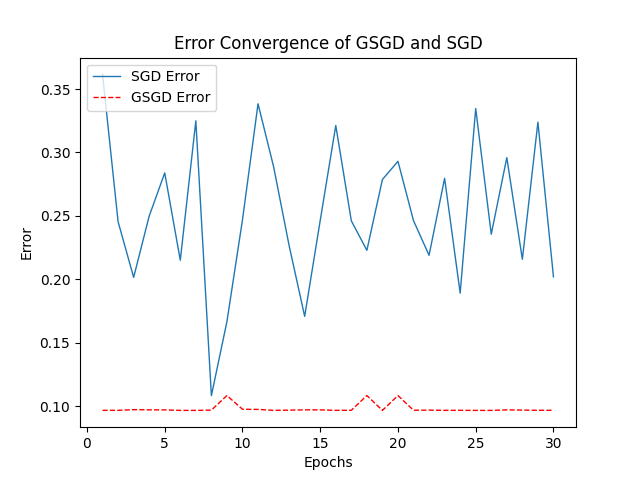 Error Convergence of GSGD and SGD
SGD Error
GSGD Error
0.35
0.30
0.25
0.20
0.15
0.10
Error
0 5 10 15 20 25 30
Epochs